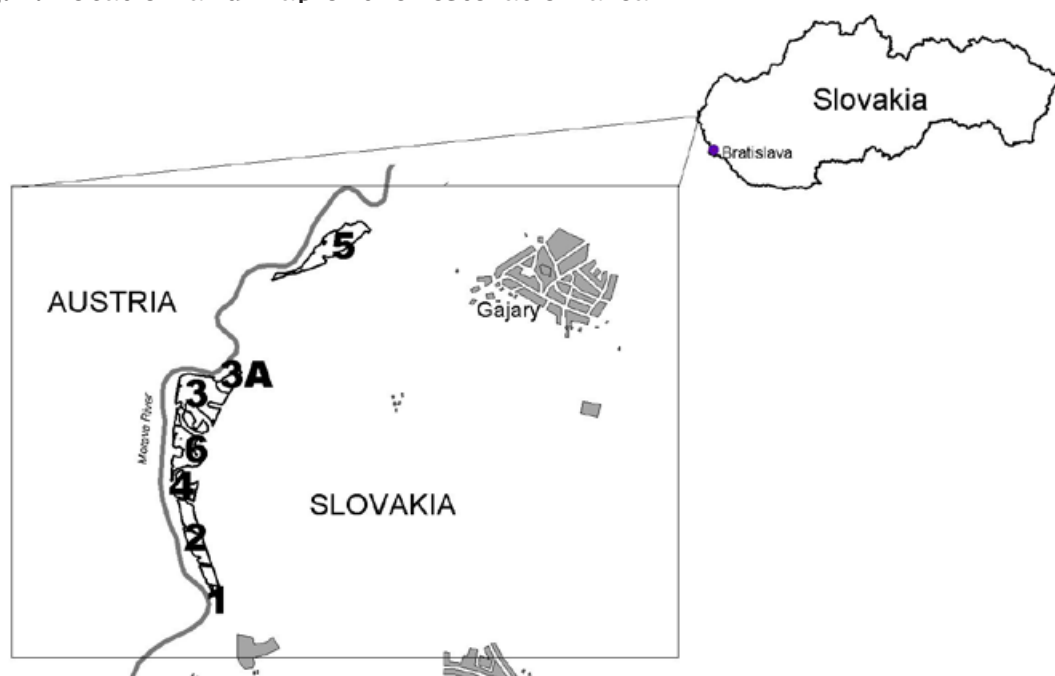 Slovakia
Bratislava
5
AUSTRIA
Gajary
3A
3
Morava River
6
4
SLOVAKIA
2
1